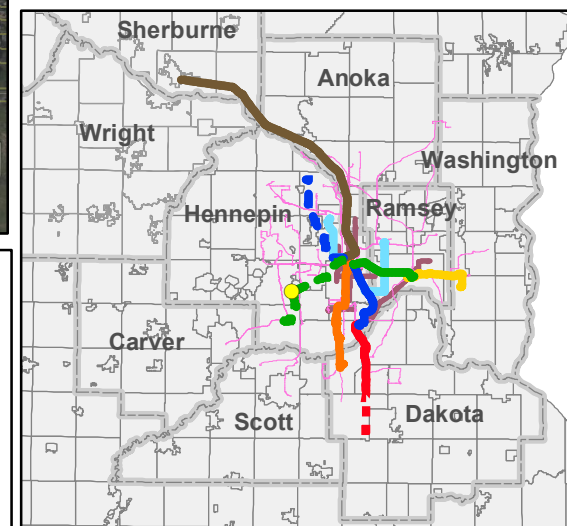 Sherburne
Anoka
Wright
Washington
Hennepin
Ramsey
Carver
Scott
Dakota